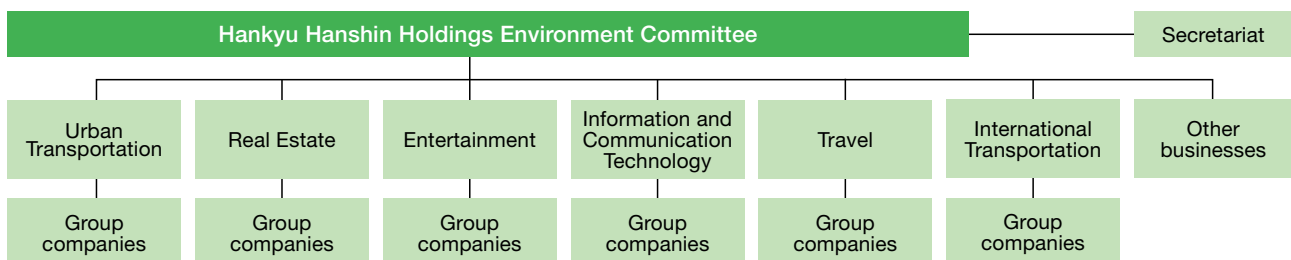 Hankyu Hanshin Holdings Environment Committee
Secretariat
Urban
Transportation
Real Estate
Entertainment
Information and
Communication
Technology
Travel
International
Transportation
Other
businesses
Group
companies
Group
companies
Group
companies
Group
companies
Group
companies
Group
companies